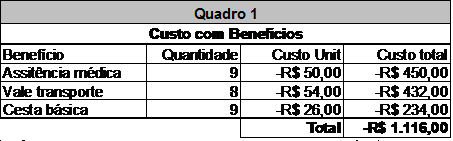 Quadro 1
Custo com Benefícios
Benefício Quantidade Custo Unit Custo total
Assitência médica 9 -R$ 50,00 -R$ 450,00
Vale transporte 8 -R$ 54,00 -R$ 432,00
Cesta básica 9 -R$ 26,00 -R$ 234,00
Total -R$ 1.116,00